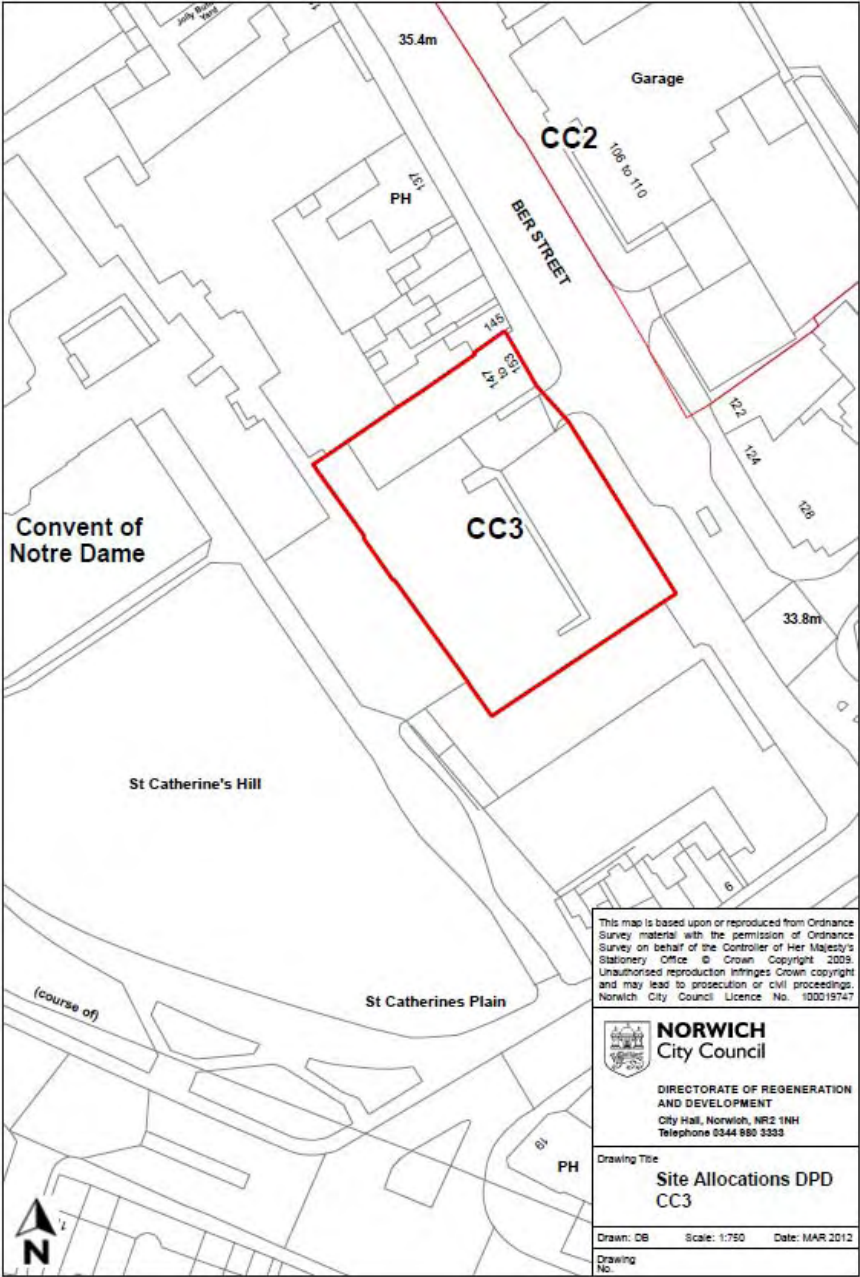 Jolly Butchers
Yard
35.4m
Garage
CC2
106 to 110
137
PH
BER STREET
145
153
to
147
122
124
128
CC3
Convent of
Notre Dame
33.8m
St Catherine's Hill
6
(course of)
St Catherines Plain
19
PH
N
This map is based upon or reproduced from Ordnance
Survey material with the permission of Ordnance
Survey on behalf of the Controller of Her Majesty's
Stationery Office © Crown Copyright 2009.
Unauthorised reproduction infringes Crown copyright
and may lead to prosecution or civil proceedings.
Norwich City Council Licence No. 100019747
NORWICH
City Council
DIRECTORATE OF REGENERATION
AND DEVELOPMENT
City Hall, Norwich, NR2 1NH
Telephone 0344 980 3333
Drawing Title
Site Allocations DPD
CC3
Drawn: DB Scale: 1:750 Date: MAR 2012
Drawing
No.